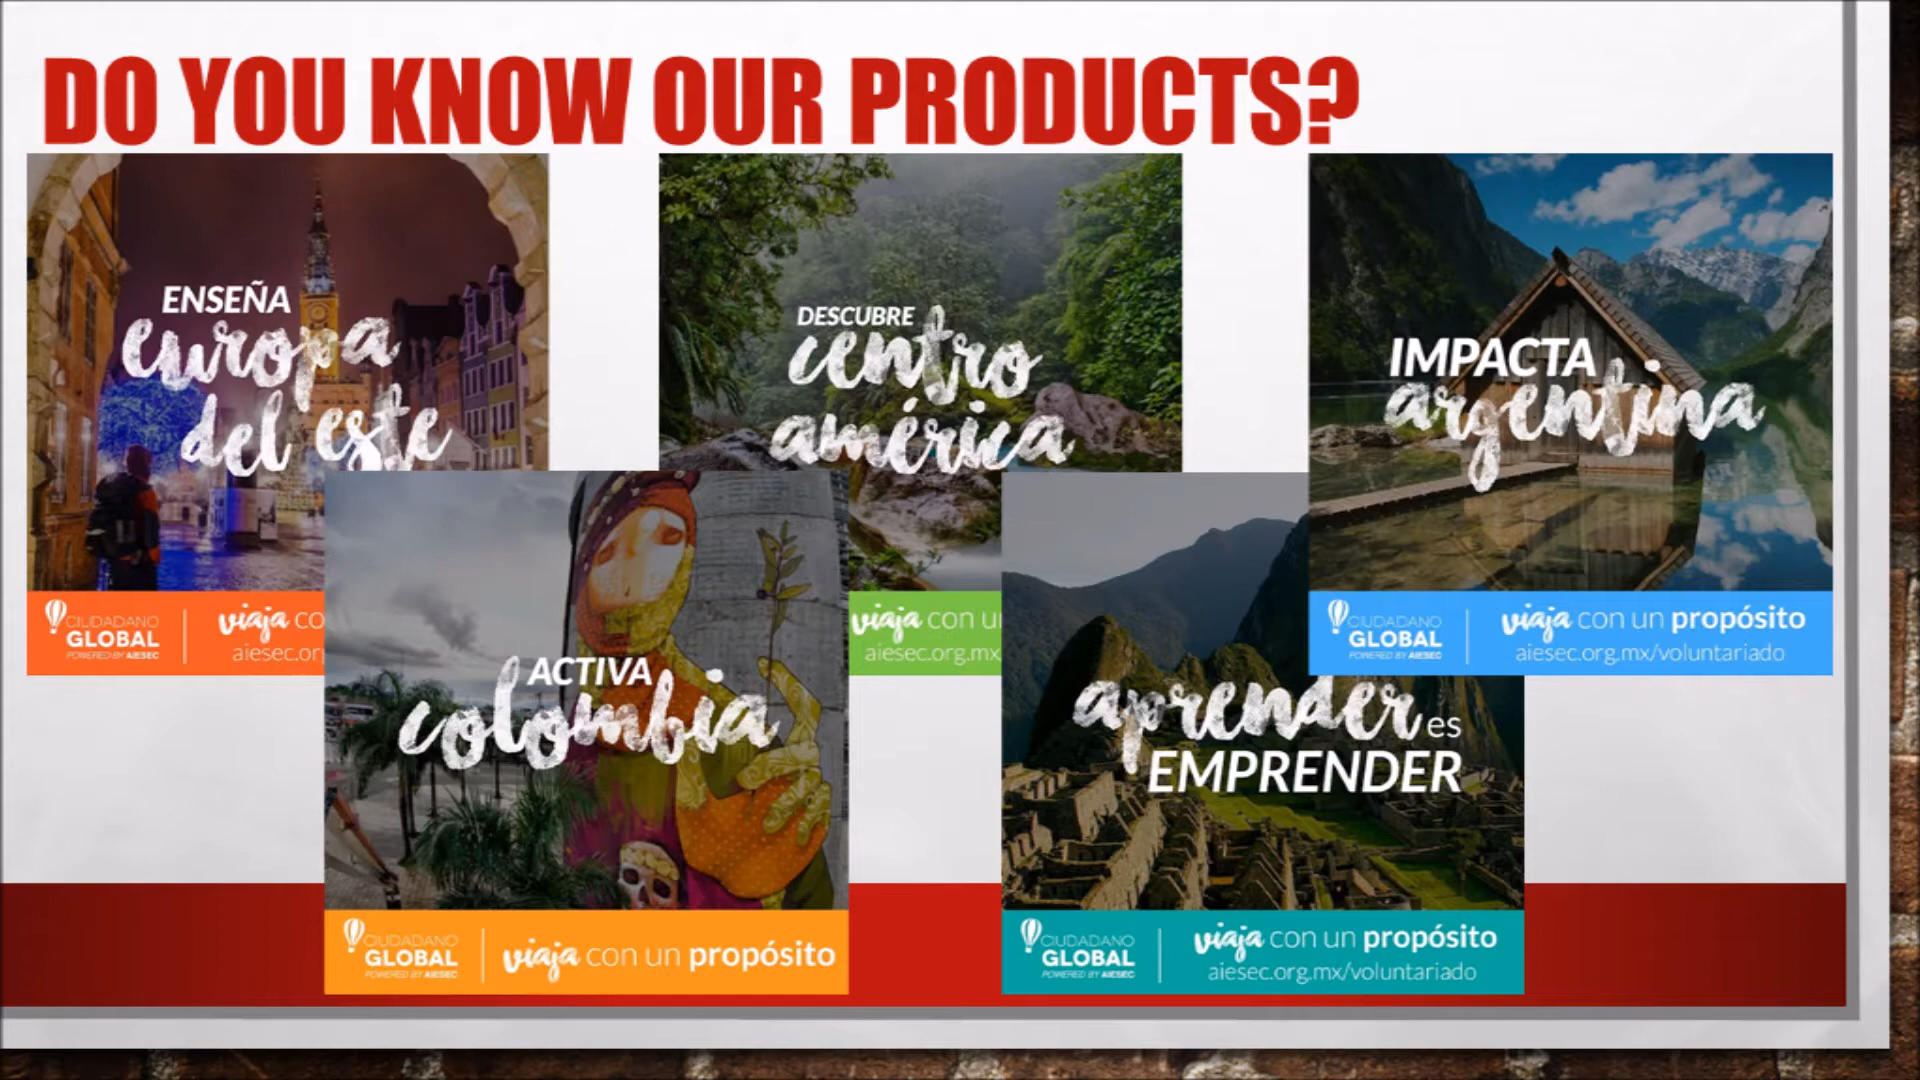 DO YOU KNOW OUR PRODUCTS?
ENSEÑA
europa
del este
CIUDADANO
GLOBAL
POWERED BY AIESEC
viaja co
aiesec.or
DESCUBRE
centro
américa
viaja con u
aiesec.org.mx
IMPACTA
argentina
CIUDADANO
GLOBAL
POWERED BY AIESEC
viaja con un propósito
aiesec.org.mx/voluntariado
ACTIVA
colombia
CIUDADANO
GLOBAL
POWERED BY AIESEC
viaja con un propósito
aprender es
EMPRENDER
CIUDADANO
GLOBAL
POWERED BY AIESEC
viaja con un propósito
aiesec.org.mx/voluntariado